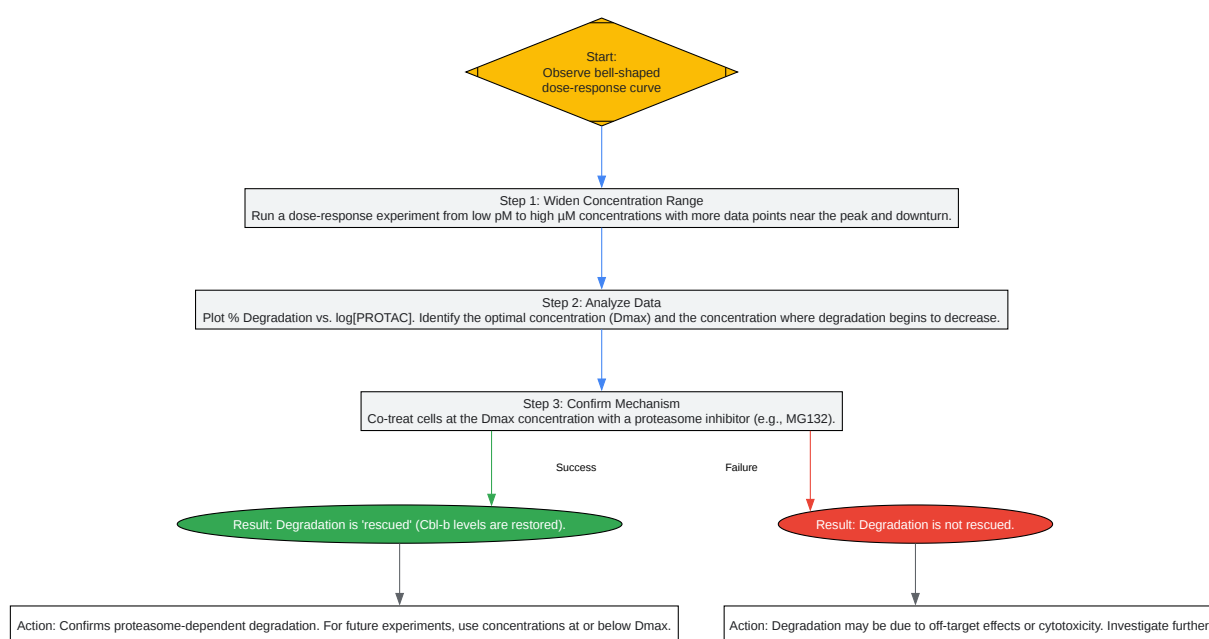 Start:
Observe bell-shaped
dose-response curve
Step 1: Widen Concentration Range
Run a dose-response experiment from low pM to high µM concentrations with more data points near the peak and downturn.
Step 2: Analyze Data
Plot % Degradation vs. log[PROTAC]. Identify the optimal concentration (Dmax) and the concentration where degradation begins to decrease.
Step 3: Confirm Mechanism
Co-treat cells at the Dmax concentration with a proteasome inhibitor (e.g., MG132).
Success
Failure
Result: Degradation is 'rescued' (Cbl-b levels are restored).
Result: Degradation is not rescued.
Action: Confirms proteasome-dependent degradation. For future experiments, use concentrations at or below Dmax.
Action: Degradation may be due to off-target effects or cytotoxicity. Investigate further